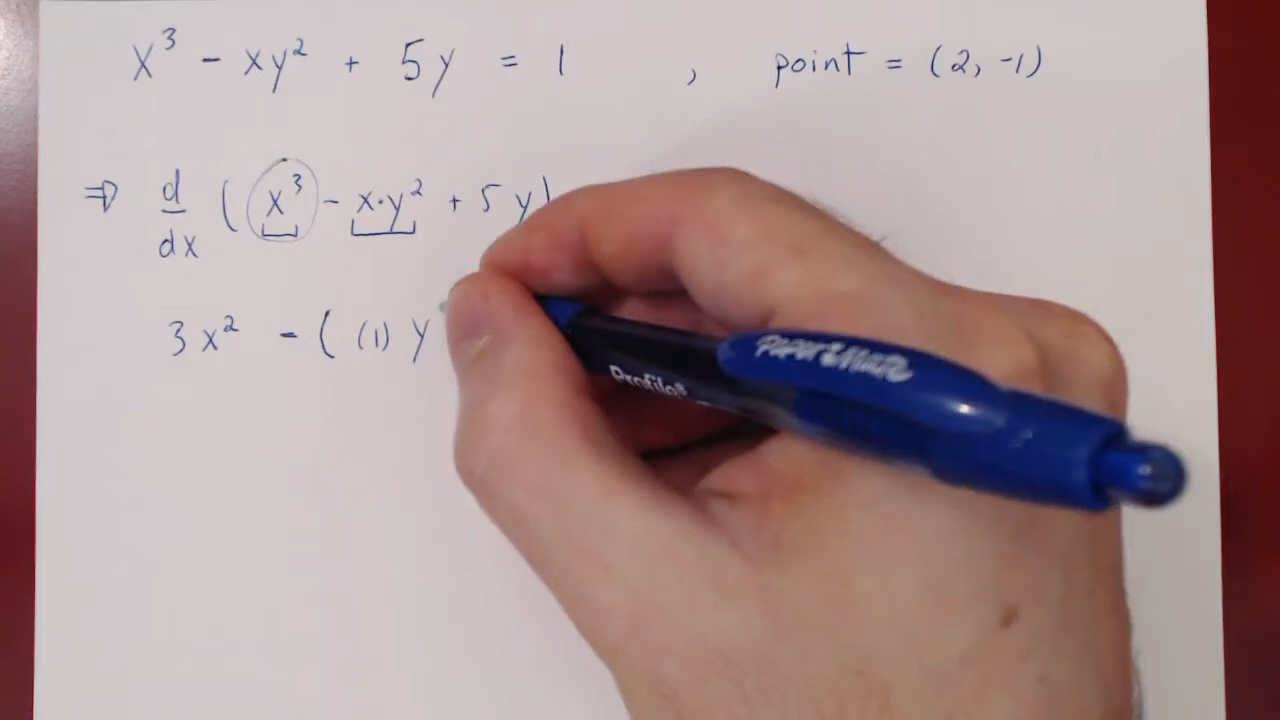 x³ - xy² + 5y = 1 , point = (2, -1)
⇒ d/dx (x³ - x·y² + 5y)
3x² - ( (1) y
PAPER MATE
Profile®